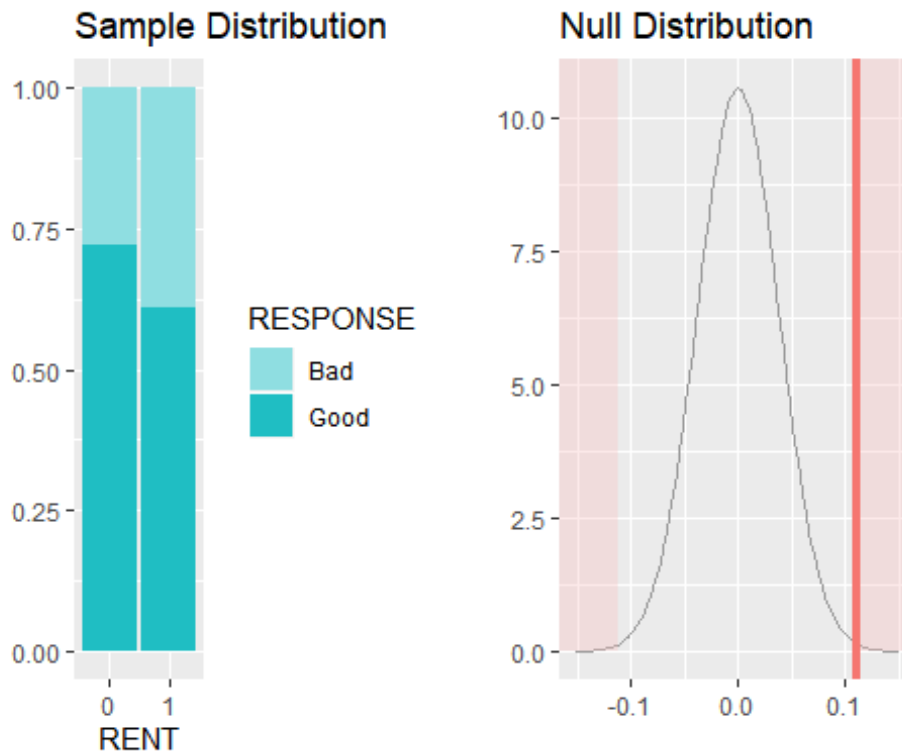 Sample Distribution
1.00
0.75
0.50
0.25
0.00
0 1
RENT
RESPONSE
Bad
Good
Null Distribution
10.0
7.5
5.0
2.5
0.0
-0.1 0.0 0.1